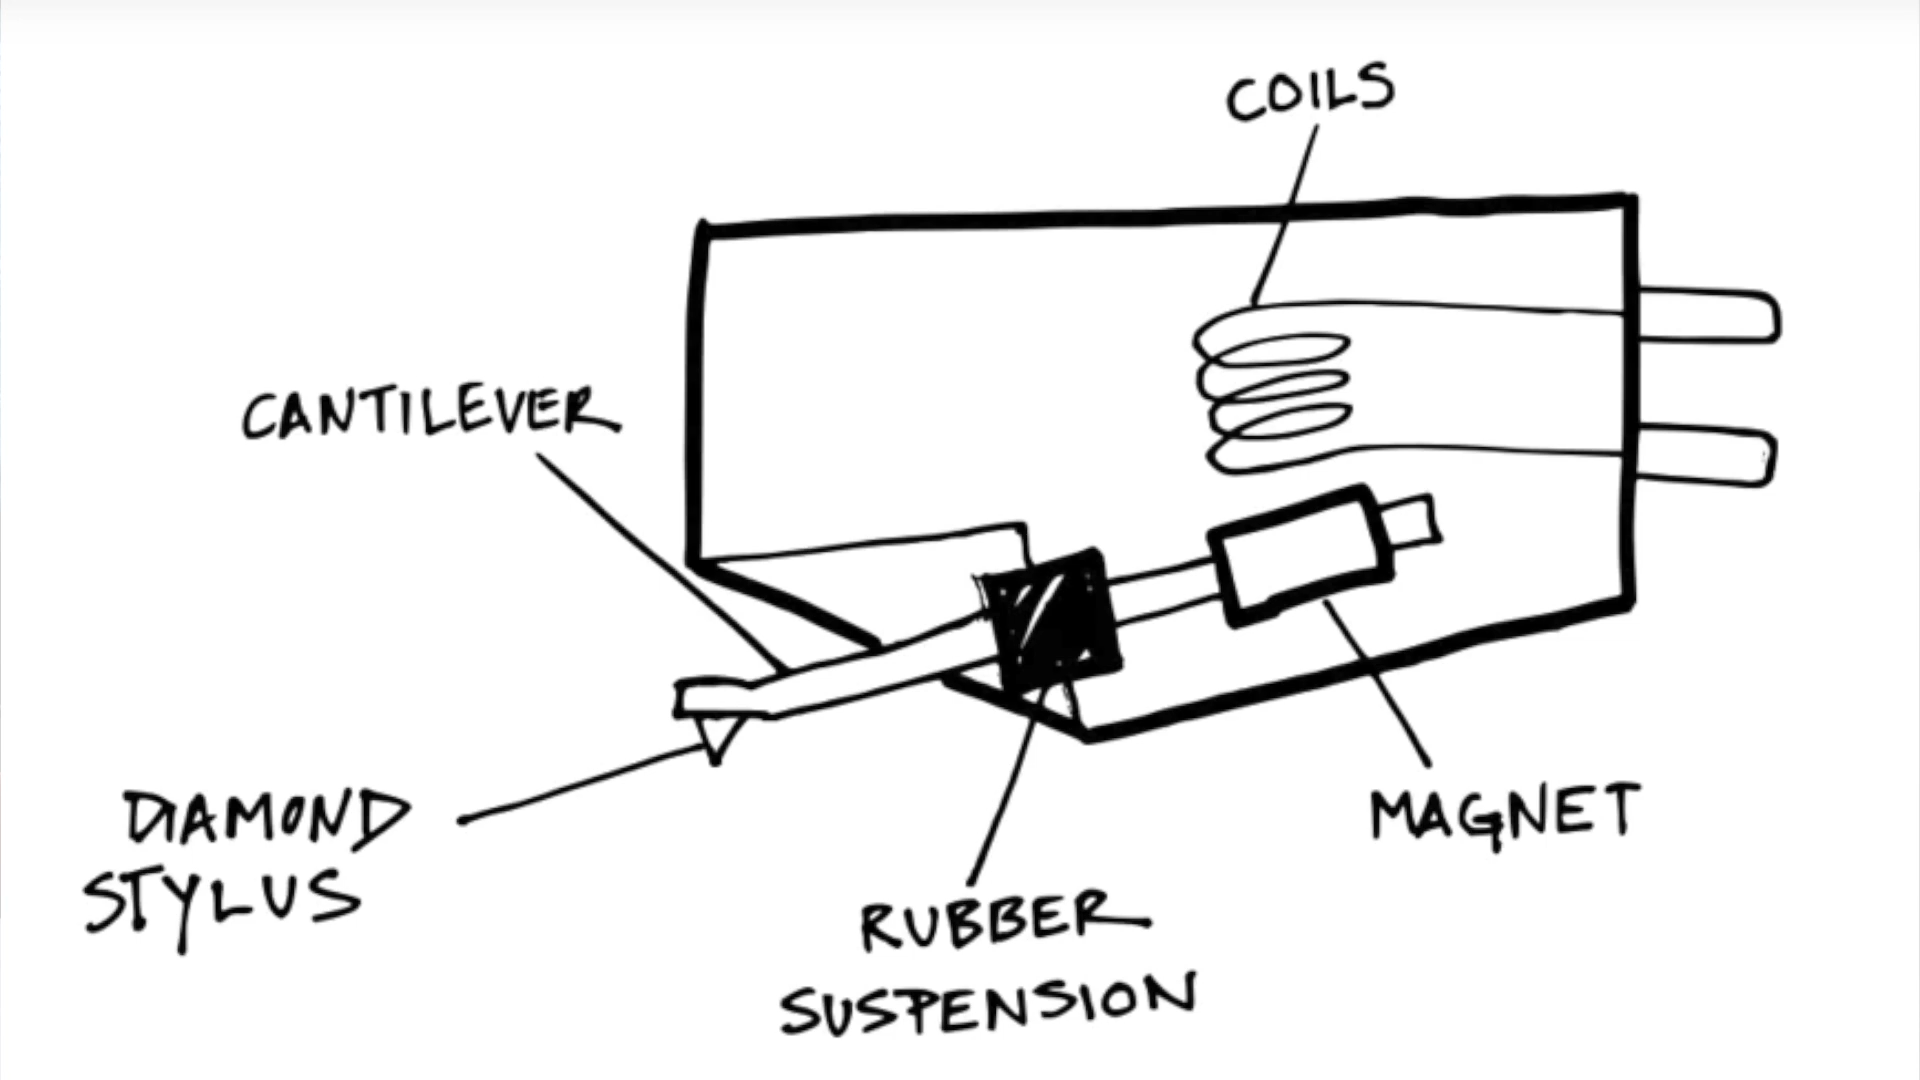 COILS
CANTILEVER
DIAMOND
STYLUS
MAGNET
RUBBER
SUSPENSION